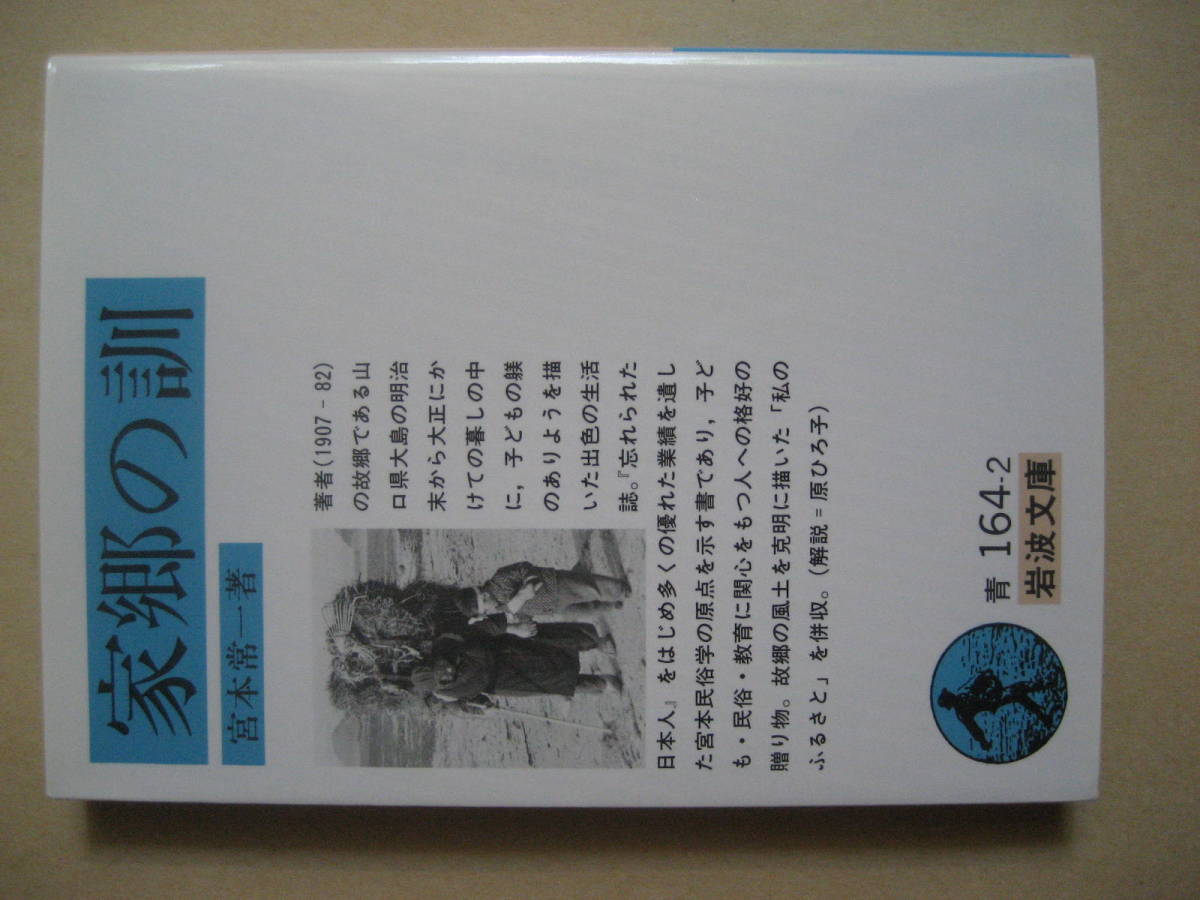 家郷の訓
宮本常一著
著者(1907－82)
の故郷である山
口県大島の明治
末から大正にか
けての暮しの中
に，子どもの躾
のありようを描
いた出色の生活
誌。『忘れられた
日本人』をはじめ多くの優れた業績を遺し
た宮本民俗学の原点を示す書であり，子ど
も・民俗・教育に関心をもつ人への格好の
贈り物。故郷の風土を克明に描いた「私の
ふるさと」を併収。(解説＝原ひろ子)
青 164-2
岩波文庫